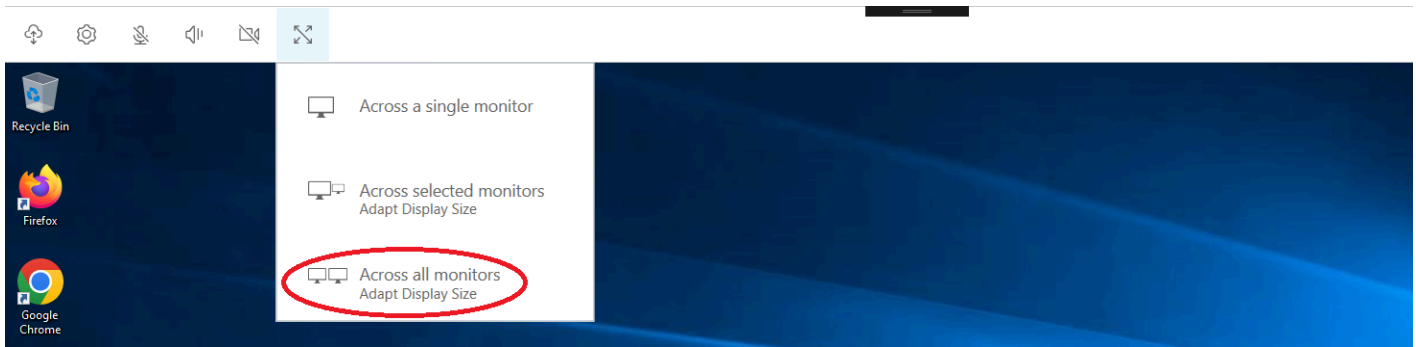 Across a single monitor
Across selected monitors
Adapt Display Size
Across all monitors
Adapt Display Size
Recycle Bin
Firefox
Google
Chrome